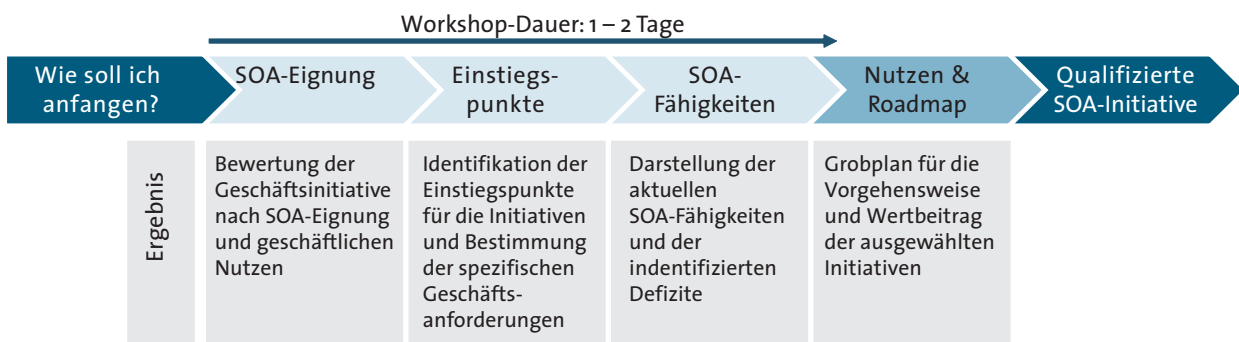 Workshop-Dauer: 1 – 2 Tage
Wie soll ich
anfangen?
SOA-Eignung
Einstiegs-
punkte
SOA-
Fähigkeiten
Nutzen &
Roadmap
Qualifizierte
SOA-Initiative
Ergebnis
Bewertung der
Geschäftsinitiative
nach SOA-Eignung
und geschäftlichen
Nutzen
Identifikation der
Einstiegspunkte
für die Initiativen
und Bestimmung
der spezifischen
Geschäfts-
anforderungen
Darstellung der
aktuellen
SOA-Fähigkeiten
und der
indentifizierten
Defizite
Grobplan für die
Vorgehensweise
und Wertbeitrag
der ausgewählten
Initiativen